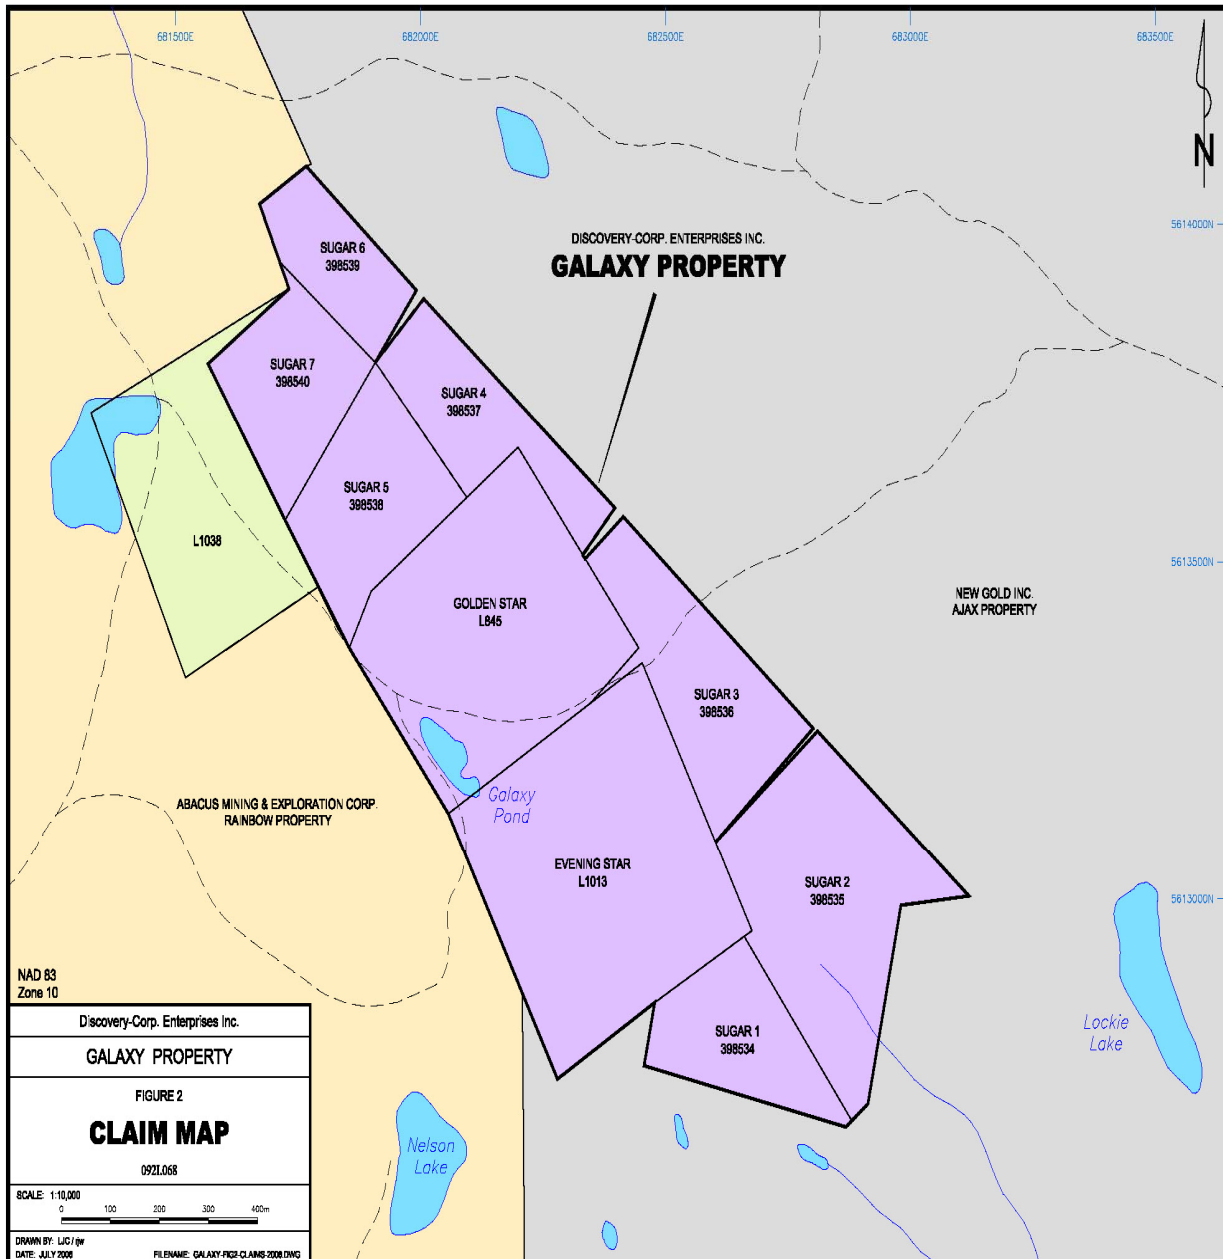 681500E
682000E
682500E
683000E
683500E
N
5614000N
DISCOVERY-CORP. ENTERPRISES INC.
GALAXY PROPERTY
SUGAR 6
398539
SUGAR 7
398540
SUGAR 4
398537
SUGAR 5
398538
L1038
5613500N
GOLDEN STAR
L845
NEW GOLD INC.
AJAX PROPERTY
SUGAR 3
398536
Galaxy
Pond
ABACUS MINING & EXPLORATION CORP.
RAINBOW PROPERTY
EVENING STAR
L1013
SUGAR 2
398535
5613000N
NAD 83
Zone 10
SUGAR 1
398534
Lockie
Lake
Nelson
Lake
Discovery-Corp. Enterprises Inc.
GALAXY PROPERTY
FIGURE 2
CLAIM MAP
092I.068
SCALE: 1:10,000
0 100 200 300 400m
DRAWN BY: LJC /
DATE: JULY 2008
FILENAME: GALAXY-FIG2-CLAIMS-2008.DWG